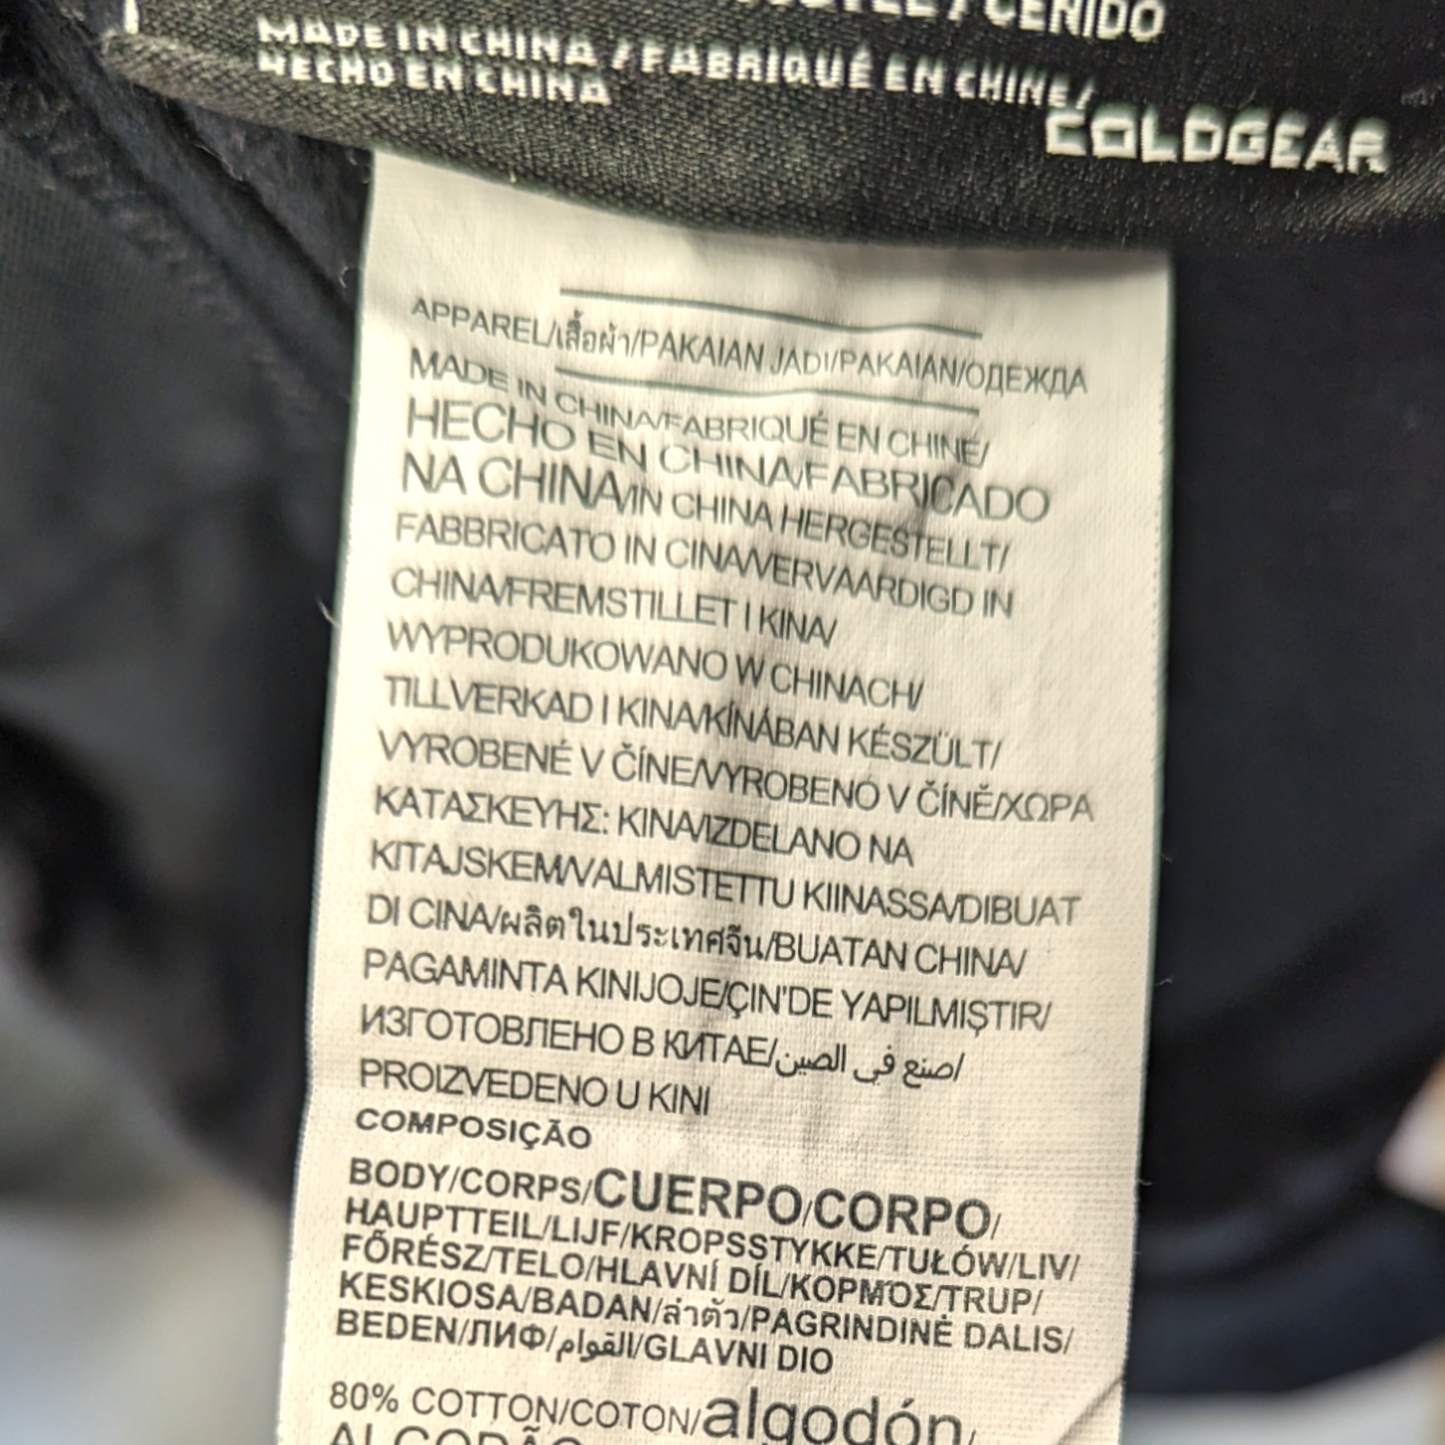 /CEÑIDO
MADE IN CHINA / FABRIQUÉ EN CHINE/
HECHO EN CHINA
COLDGEAR
APPAREL/เสื้อผ้า/PAKAIAN JADI/PAKAIAN/ОДЕЖДА
MADE IN CHINA/FABRIQUÉ EN CHINE/
HECHO EN CHINA/FABRICADO
NA CHINA/IN CHINA HERGESTELLT/
FABBRICATO IN CINA/VERVAARDIGD IN
CHINA/FREMSTILLET I KINA/
WYPRODUKOWANO W CHINACH/
TILLVERKAD I KINA/KÍNÁBAN KÉSZÜLT/
VYROBENÉ V ČÍNE/VYROBENO V ČÍNĚ/ΧΩΡΑ
ΚΑΤΑΣΚΕΥΗΣ: ΚΙΝΑ/IZDELANO NA
KITAJSKEM/VALMISTETTU KIINASSA/DIBUAT
DI CINA/ผลิตในประเทศจีน/BUATAN CHINA/
PAGAMINTA KINIJOJE/ÇIN'DE YAPILMIŞTIR/
ИЗГОТОВЛЕНО В КИТАЕ/صنع في الصين/
PROIZVEDENO U KINI
COMPOSIÇÃO
BODY/CORPS/CUERPO/CORPO/
HAUPTTEIL/LIJF/KROPSSTYKKE/TUŁÓW/LIV/
FŐRÉSZ/TELO/HLAVNÍ DÍL/ΚΟΡΜΌΣ/TRUP/
KESKIOSA/BADAN/ลำตัว/PAGRINDINĖ DALIS/
BEDEN/ЛИФ/القوام/GLAVNI DIO
80% COTTON/COTON/algodón/
ALGODÃO